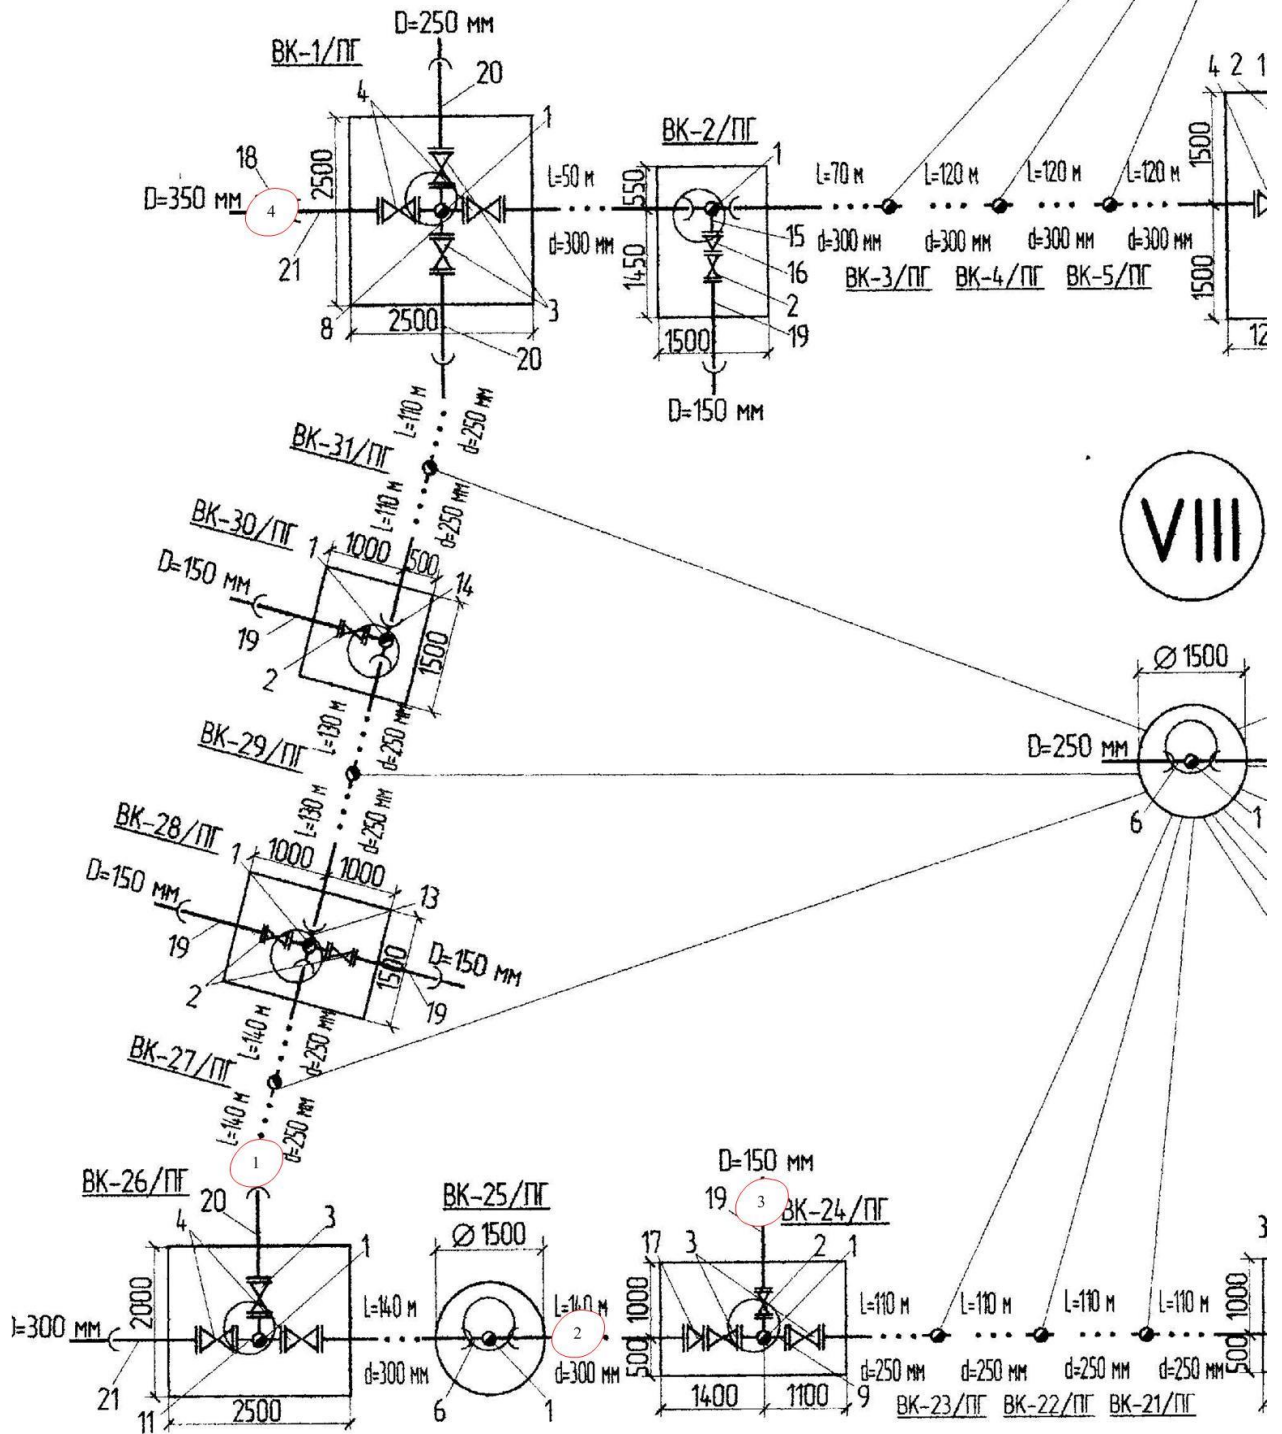 D=250 мм
ВК-1/ПГ
20
4
1
18
2500
D=350 мм
4
21
8
2500
3
20
L=50 м
d=300 мм
ВК-2/ПГ
1
550
1450
15
16
2
19
1500
D=150 мм
L=70 м
L=120 м
L=120 м
L=120 м
d=300 мм
d=300 мм
d=300 мм
d=300 мм
ВК-3/ПГ
ВК-4/ПГ
ВК-5/ПГ
4 2 1
1500
1500
12
L=110 м
d=250 мм
ВК-31/ПГ
L=110 м
d=250 мм
ВК-30/ПГ
1
1000
500
D=150 мм
14
19
2
1500
VIII
Ø 1500
D=250 мм
6
1
ВК-29/ПГ
L=130 м
d=250 мм
L=130 м
d=250 мм
ВК-28/ПГ
1
1000
1000
D=150 мм
13
19
2
1500
D=150 мм
19
L=140 м
d=250 мм
ВК-27/ПГ
L=140 м
d=250 мм
1
ВК-26/ПГ
20
4
3
1
2000
D=300 мм
21
11
2500
L=140 м
d=300 мм
ВК-25/ПГ
Ø 1500
6
1
L=140 м
2
d=300 мм
D=150 мм
19
3
ВК-24/ПГ
17
3
2
1
1000
500
1400
1100
9
L=110 м
L=110 м
L=110 м
L=110 м
d=250 мм
d=250 мм
d=250 мм
d=250 мм
ВК-23/ПГ
ВК-22/ПГ
ВК-21/ПГ
3
1000
500